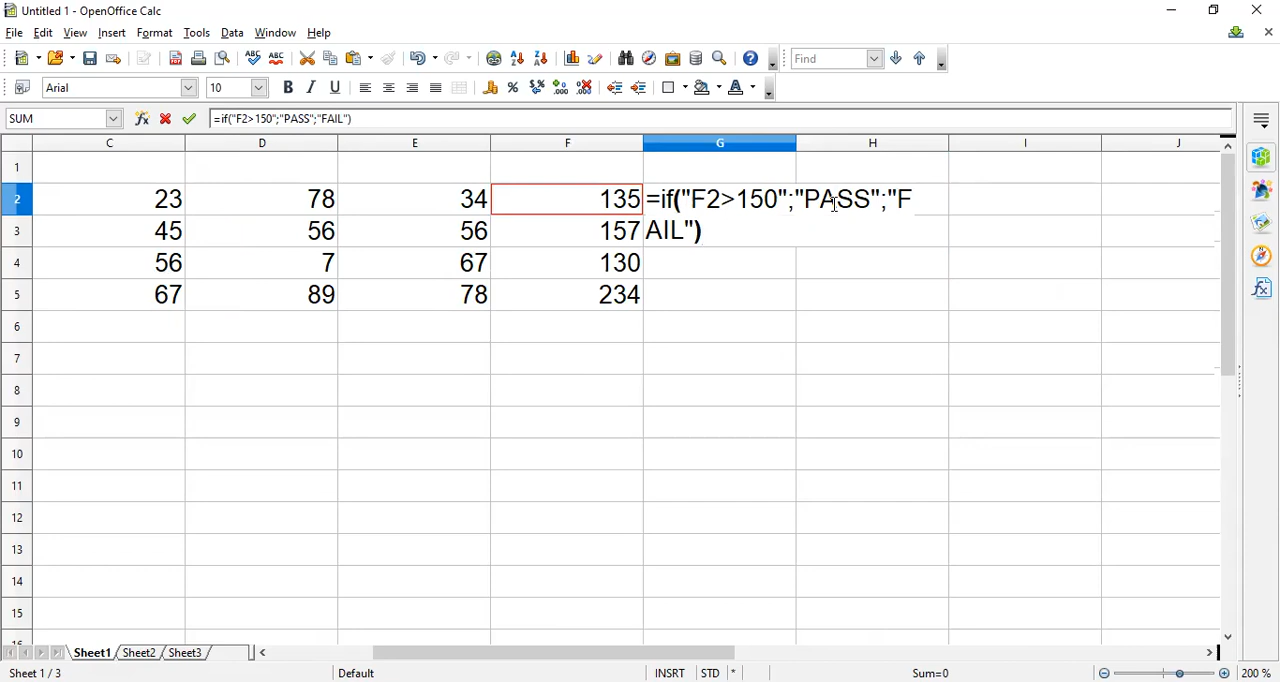 Untitled 1 - OpenOffice Calc
File Edit View Insert Format Tools Data Window Help
ABC ABC Find
Arial 10 B I U
SUM =if("F2>150";"PASS";"FAIL")
C D E F G H I J
1
2 23 78 34 135 =if("F2>150";"PASS";"F
3 45 56 56 157 AIL")
4 56 7 67 130
5 67 89 78 234
6
7
8
9
10
11
12
13
14
15
16
Sheet1 Sheet2 Sheet3
Sheet 1 / 3 Default INSRT STD * Sum=0 200 %